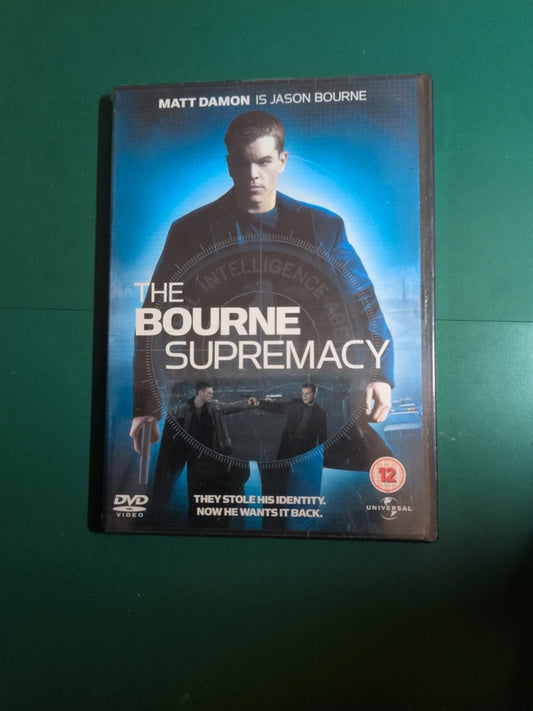 MATT DAMON IS JASON BOURNE
INTELLIGENCE AGE
THE
BOURNE
SUPREMACY
THEY STOLE HIS IDENTITY.
NOW HE WANTS IT BACK.
12
DVD
VIDEO
UNIVERSAL